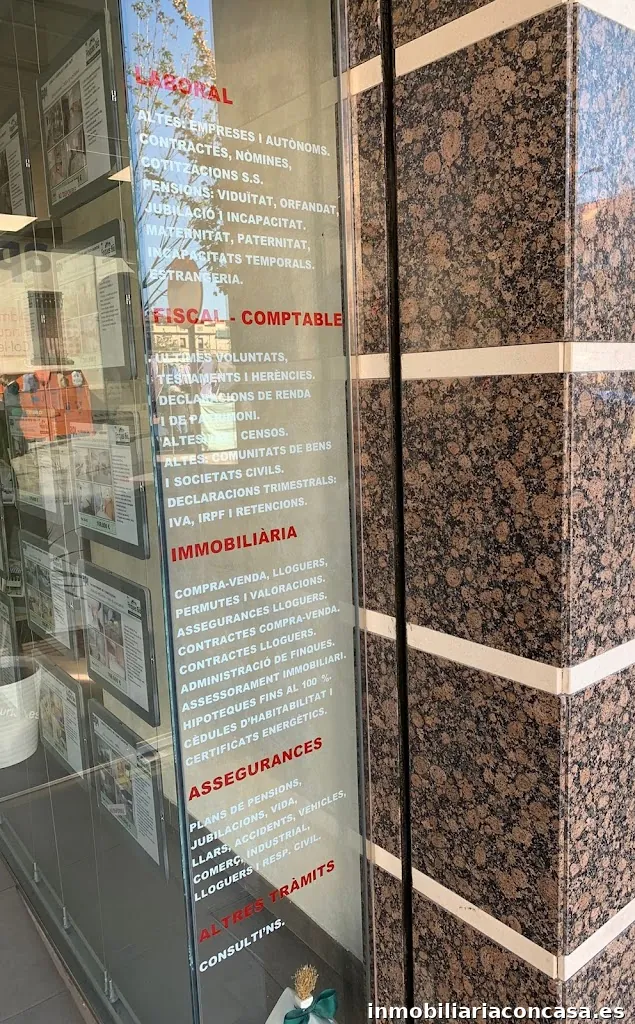 LABORAL
ALTES: EMPRESES I AUTÒNOMS.
CONTRACTES, NÓMINES,
COTITZACIONS S.S.
PENSIONS: VIDUÏTAT, ORFANDAT,
JUBILACIÓ I INCAPACITAT.
MATERNITAT, PATERNITAT,
INCAPACITATS TEMPORALS.
ESTRANGERIA.
FISCAL - COMPTABLE
ÚLTIMES VOLUNTATS,
TESTAMENTS I HERÈNCIES.
DECLARACIONS DE RENDA
I DE PATRIMONI.
ALTES CENSOS.
ALTES: COMUNITATS DE BENS
I SOCIETATS CIVILS.
DECLARACIONS TRIMESTRALS:
IVA, IRPF I RETENCIONS.
IMMOBILIÀRIA
COMPRA-VENDA, LLOGUERS,
PERMUTES I VALORACIONS.
ASSEGURANCES LLOGUERS.
CONTRACTES COMPRA-VENDA.
CONTRACTES LLOGUERS.
ADMINISTRACIÓ DE FINQUES.
ASSESSORAMENT IMMOBILIARI.
HIPOTEQUES FINS AL 100 %.
CÈDULES D'HABITABILITAT I
CERTIFICATS ENERGÈTICS.
ASSEGURANCES
PLANS DE PENSIONS,
JUBILACIONS, VIDA,
LLARS, ACCIDENTS, VEHICLES,
COMERÇ, INDUSTRIAL,
LLOGUERS I RESP. CIVIL.
ALTRES TRÀMITS
CONSULTI'NS.
inmobiliariaconcasa.es